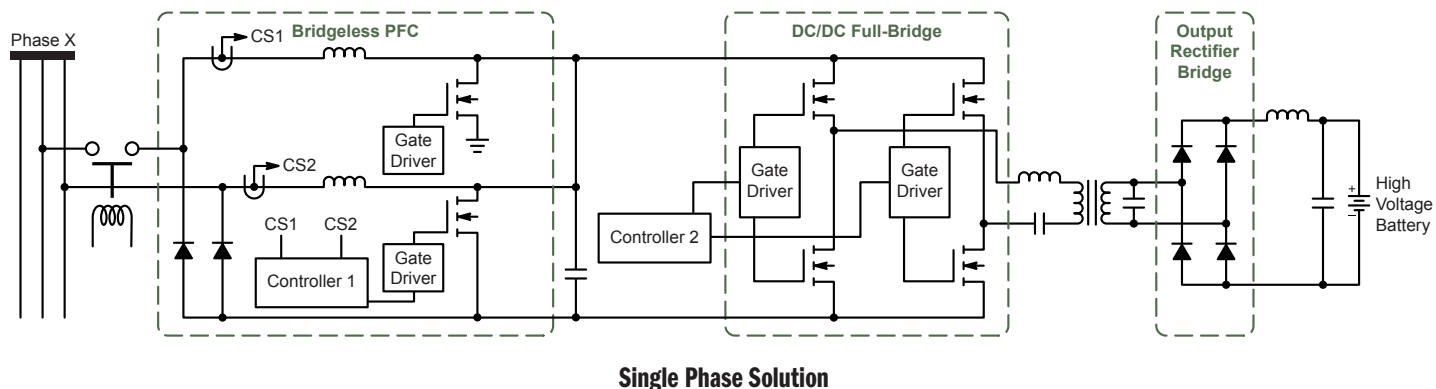 Phase X
Bridgeless PFC
CS1
Gate
Driver
CS2
CS1
CS2
Controller 1
Gate
Driver
DC/DC Full-Bridge
Gate
Driver
Gate
Driver
Controller 2
Output
Rectifier
Bridge
+
–
High
Voltage
Battery
Single Phase Solution